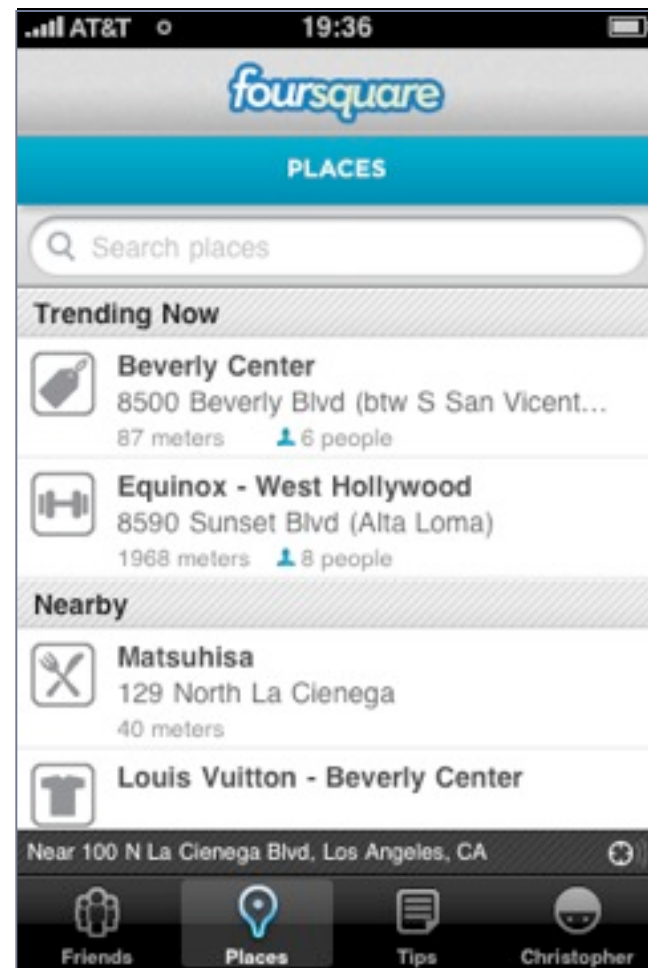 AT&T 19:36
foursquare
PLACES
Search places
Trending Now
Beverly Center
8500 Beverly Blvd (btw S San Vicent...
87 meters 6 people
Equinox - West Hollywood
8590 Sunset Blvd (Alta Loma)
1968 meters 8 people
Nearby
Matsuhisa
129 North La Cienega
40 meters
Louis Vuitton - Beverly Center
Near 100 N La Cienega Blvd, Los Angeles, CA
Friends Places Tips Christopher